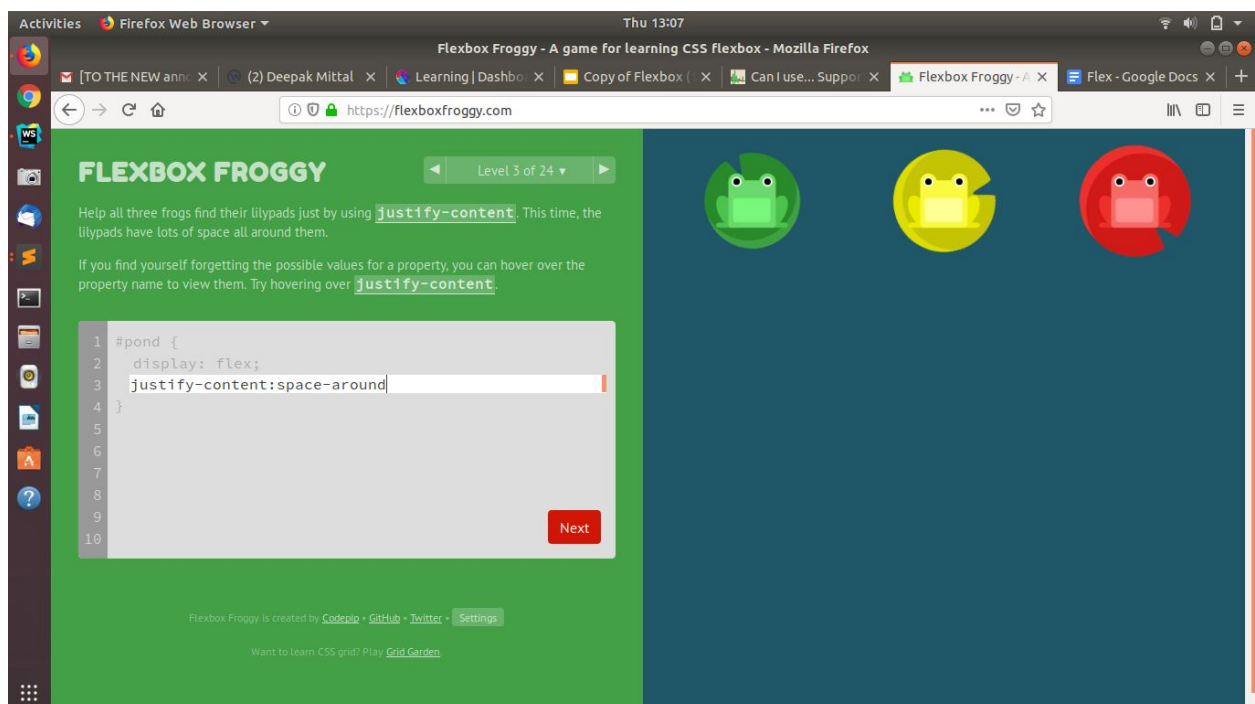 Activities Firefox Web Browser Thu 13:07
Flexbox Froggy - A game for learning CSS flexbox - Mozilla Firefox
[TO THE NEW anno (2) Deepak Mittal Learning | Dashbo Copy of Flexbox ( Can I use... Suppor Flexbox Froggy - A Flex - Google Docs
https://flexboxfroggy.com
FLEXBOX FROGGY
Level 3 of 24
Help all three frogs find their lilypads just by using justify-content. This time, the
lilypads have lots of space all around them.
If you find yourself forgetting the possible values for a property, you can hover over the
property name to view them. Try hovering over justify-content.
1 #pond {
2 display: flex;
3 justify-content:space-around
4 }
5
6
7
8
9
10
Next
Flexbox Froggy is created by Codepip • GitHub • Twitter • Settings
Want to learn CSS grid? Play Grid Garden.
WS